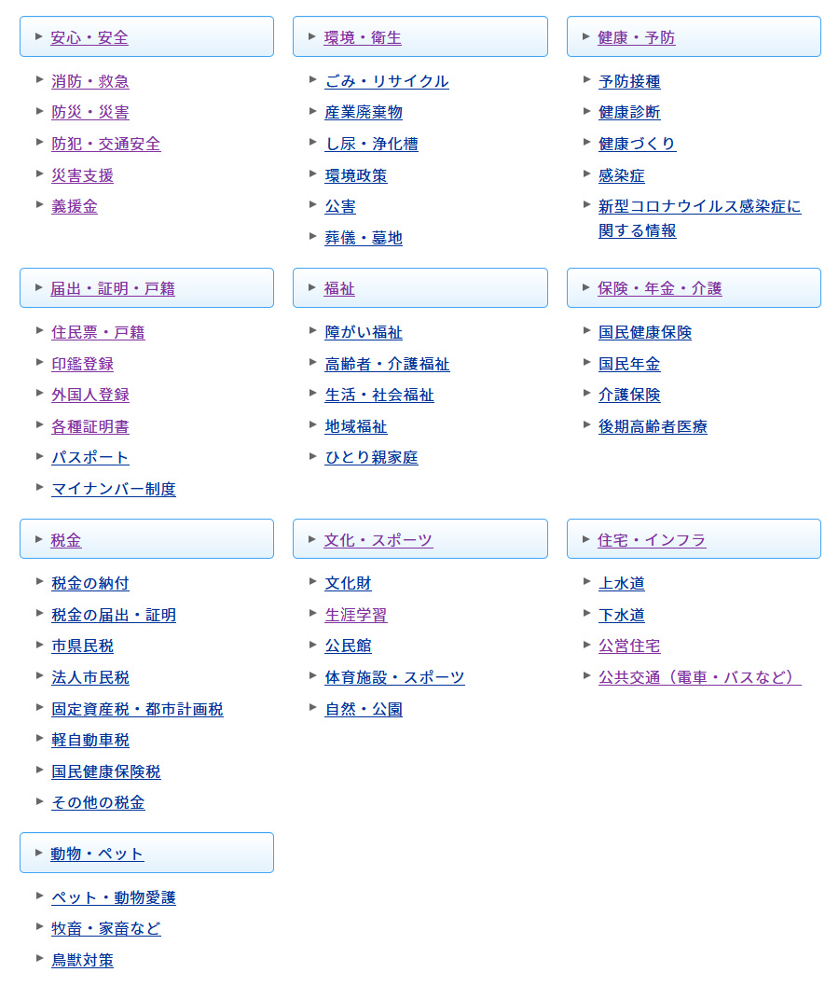 安心・安全
消防・救急
防災・災害
防犯・交通安全
災害支援
義援金
環境・衛生
ごみ・リサイクル
産業廃棄物
し尿・浄化槽
環境政策
公害
葬儀・墓地
健康・予防
予防接種
健康診断
健康づくり
感染症
新型コロナウイルス感染症に
関する情報
届出・証明・戸籍
住民票・戸籍
印鑑登録
外国人登録
各種証明書
パスポート
マイナンバー制度
福祉
障がい福祉
高齢者・介護福祉
生活・社会福祉
地域福祉
ひとり親家庭
保険・年金・介護
国民健康保険
国民年金
介護保険
後期高齢者医療
税金
税金の納付
税金の届出・証明
市県民税
法人市民税
固定資産税・都市計画税
軽自動車税
国民健康保険税
その他の税金
文化・スポーツ
文化財
生涯学習
公民館
体育施設・スポーツ
自然・公園
住宅・インフラ
上水道
下水道
公営住宅
公共交通（電車・バスなど）
動物・ペット
ペット・動物愛護
牧畜・家畜など
鳥獣対策